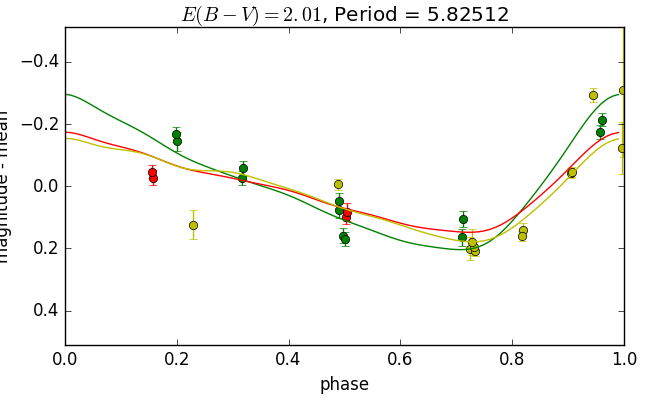 E(B − V) = 2.01, Period = 5.82512
−0.4
−0.2
0.0
0.2
0.4
magnitude - mean
0.0 0.2 0.4 0.6 0.8 1.0
phase